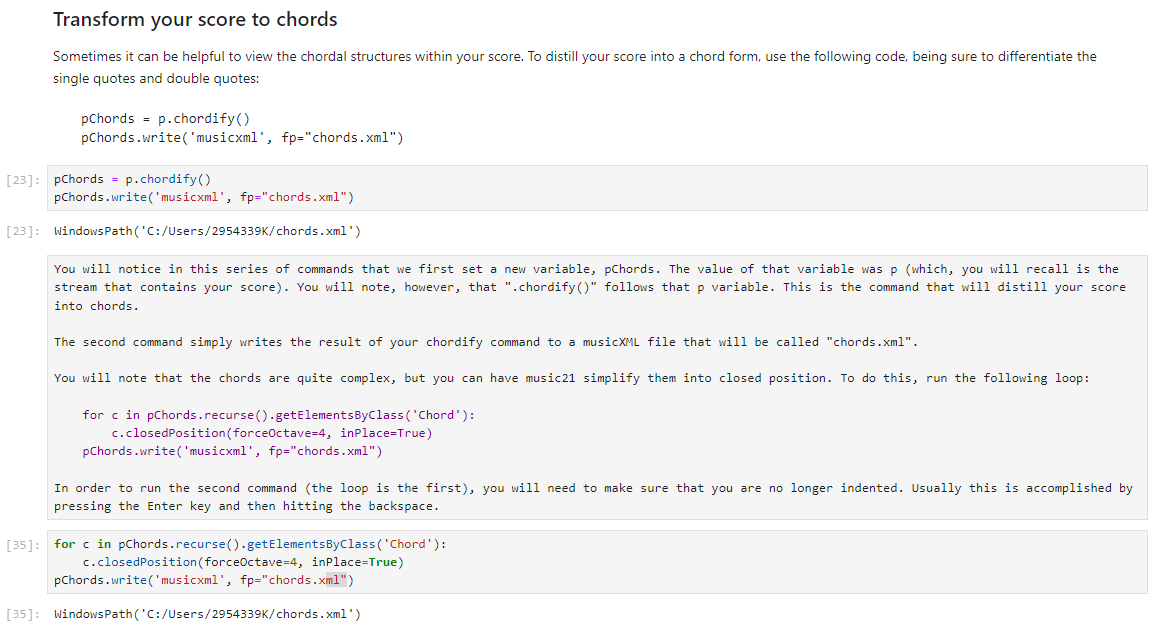 Transform your score to chords
Sometimes it can be helpful to view the chordal structures within your score. To distill your score into a chord form, use the following code, being sure to differentiate the
single quotes and double quotes:
pChords = p.chordify()
pChords.write('musicxml', fp="chords.xml")
[23]: pChords = p.chordify()
pChords.write('musicxml', fp="chords.xml")
[23]: WindowsPath('C:/Users/2954339K/chords.xml')
You will notice in this series of commands that we first set a new variable, pChords. The value of that variable was p (which, you will recall is the
stream that contains your score). You will note, however, that ".chordify()" follows that p variable. This is the command that will distill your score
into chords.
The second command simply writes the result of your chordify command to a musicXML file that will be called "chords.xml".
You will note that the chords are quite complex, but you can have music21 simplify them into closed position. To do this, run the following loop:
for c in pChords.recurse().getElementsByClass('Chord'):
    c.closedPosition(forceOctave=4, inPlace=True)
pChords.write('musicxml', fp="chords.xml")
In order to run the second command (the loop is the first), you will need to make sure that you are no longer indented. Usually this is accomplished by
pressing the Enter key and then hitting the backspace.
[35]: for c in pChords.recurse().getElementsByClass('Chord'):
    c.closedPosition(forceOctave=4, inPlace=True)
pChords.write('musicxml', fp="chords.xml")
[35]: WindowsPath('C:/Users/2954339K/chords.xml')